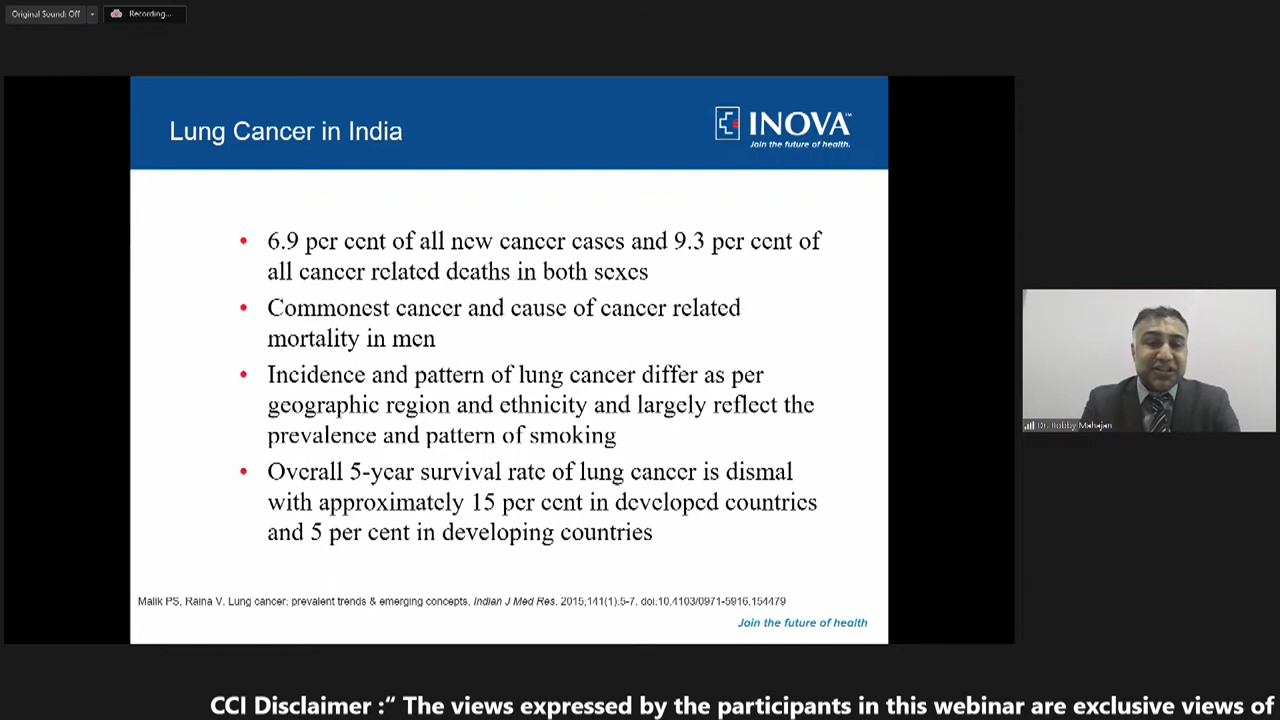 Original Sound: Off
Recording...
Lung Cancer in India
INOVA™
Join the future of health.
• 6.9 per cent of all new cancer cases and 9.3 per cent of
all cancer related deaths in both sexes
• Commonest cancer and cause of cancer related
mortality in men
• Incidence and pattern of lung cancer differ as per
geographic region and ethnicity and largely reflect the
prevalence and pattern of smoking
• Overall 5-year survival rate of lung cancer is dismal
with approximately 15 per cent in developed countries
and 5 per cent in developing countries
Malik PS, Raina V. Lung cancer: prevalent trends & emerging concepts. Indian J Med Res. 2015;141(1):5-7. doi:10.4103/0971-5916.154479
Join the future of health
Dr. Bobby Mahajan
CCI Disclaimer :“ The views expressed by the participants in this webinar are exclusive views of